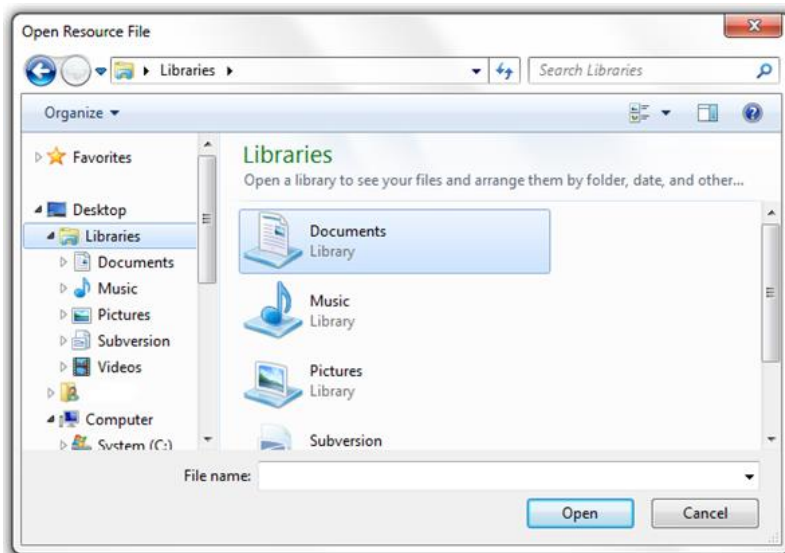 Open Resource File
Libraries
Search Libraries
Organize
Favorites
Desktop
Libraries
Documents
Music
Pictures
Subversion
Videos
Computer
System (C:)
Libraries
Open a library to see your files and arrange them by folder, date, and other...
Documents
Library
Music
Library
Pictures
Library
Subversion
File name:
Open
Cancel